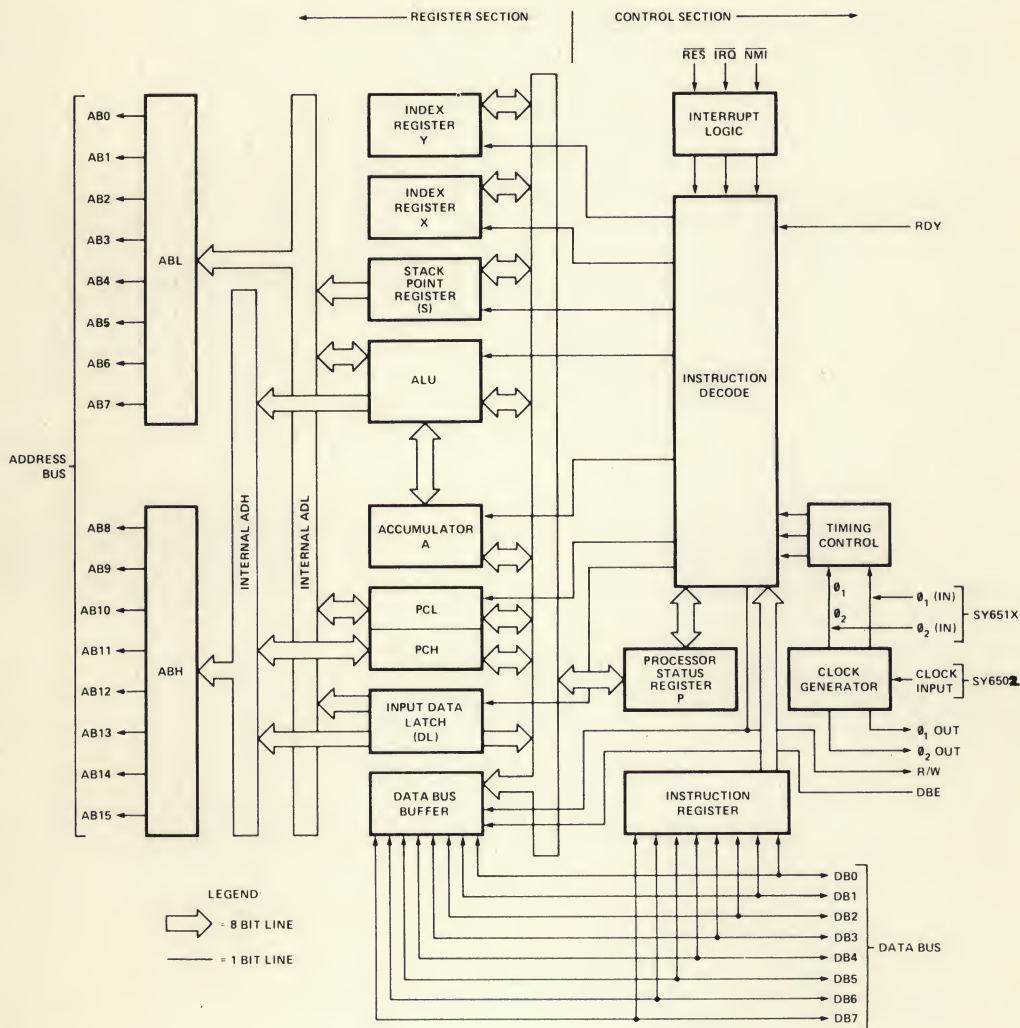 REGISTER SECTION
CONTROL SECTION
RES IRQ NMI
INTERRUPT
LOGIC
RDY
INSTRUCTION
DECODE
TIMING
CONTROL
Ø1
Ø2
Ø1 (IN)
Ø2 (IN)
SY651X
CLOCK
GENERATOR
CLOCK
INPUT
SY6502
Ø1 OUT
Ø2 OUT
R/W
DBE
INDEX
REGISTER
Y
INDEX
REGISTER
X
STACK
POINT
REGISTER
(S)
ALU
ACCUMULATOR
A
PCL
PCH
INPUT DATA
LATCH
(DL)
DATA BUS
BUFFER
PROCESSOR
STATUS
REGISTER
P
INSTRUCTION
REGISTER
INTERNAL ADH
INTERNAL ADL
ABL
ABH
AB0
AB1
AB2
AB3
AB4
AB5
AB6
AB7
ADDRESS
BUS
AB8
AB9
AB10
AB11
AB12
AB13
AB14
AB15
LEGEND
= 8 BIT LINE
= 1 BIT LINE
DB0
DB1
DB2
DB3
DB4
DB5
DB6
DB7
DATA BUS